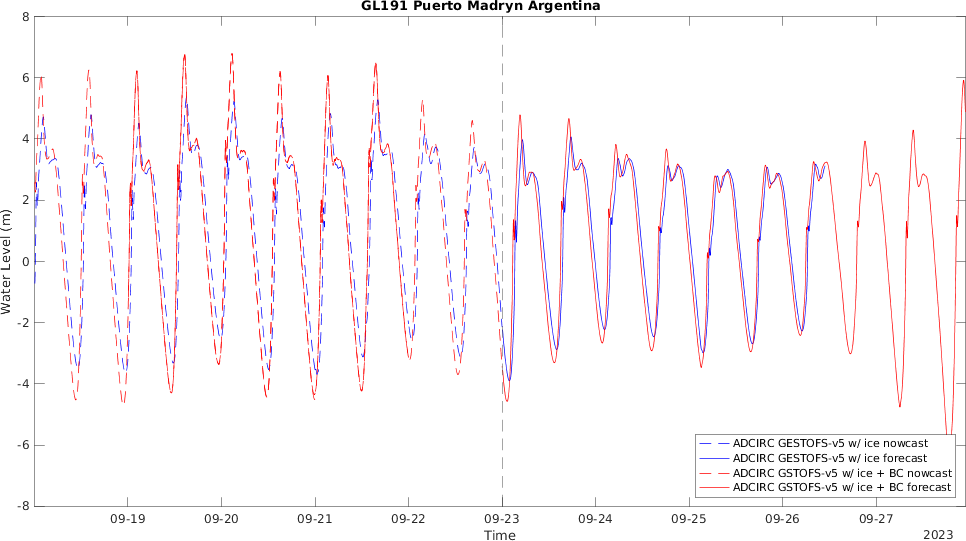 GL191 Puerto Madryn Argentina
8
6
4
2
0
-2
-4
-6
-8
Water Level (m)
ADCIRC GESTOFS-v5 w/ ice nowcast
ADCIRC GESTOFS-v5 w/ ice forecast
ADCIRC GSTOFS-v5 w/ ice + BC nowcast
ADCIRC GSTOFS-v5 w/ ice + BC forecast
09-19 09-20 09-21 09-22 09-23 09-24 09-25 09-26 09-27
Time
2023